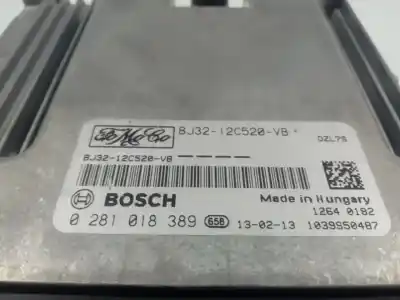 FoMoCo BJ32-12C520-VB *
DZL79
BJ32-12C520-VB — — — —
BOSCH
Made in Hungary
1264 0182
0 281 018 389 658 13-02-13 1039S50487